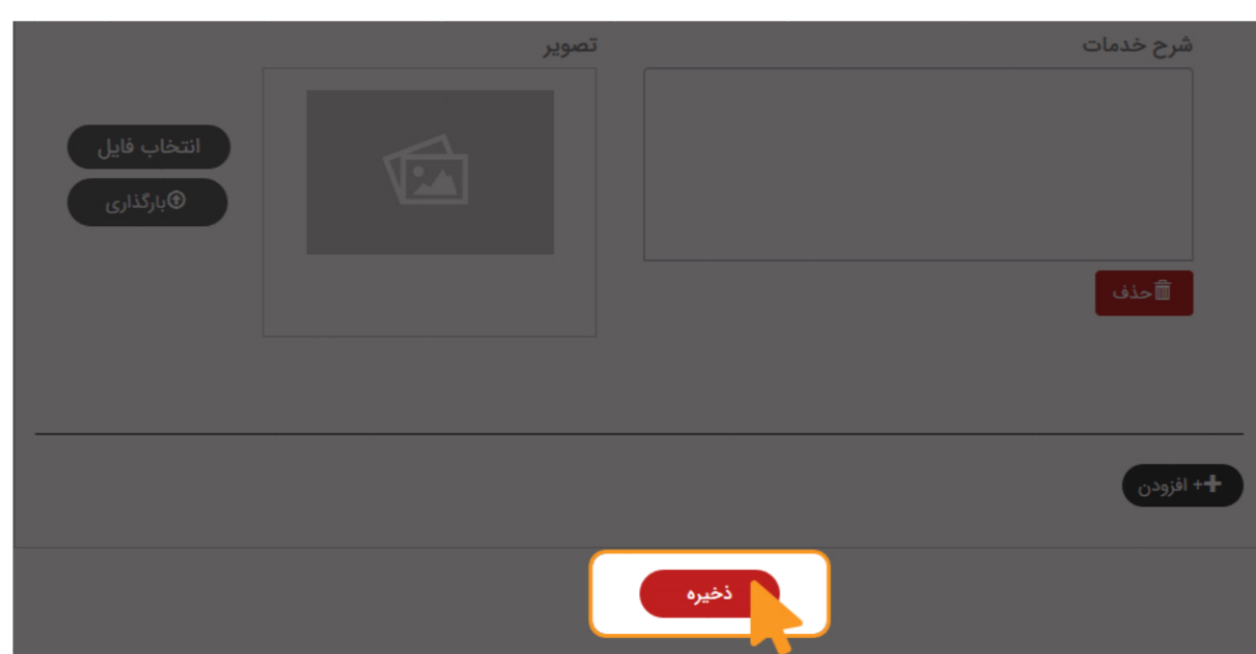 شرح خدمات
تصویر
انتخاب فایل
بارگذاری
حذف
+ افزودن
ذخیره